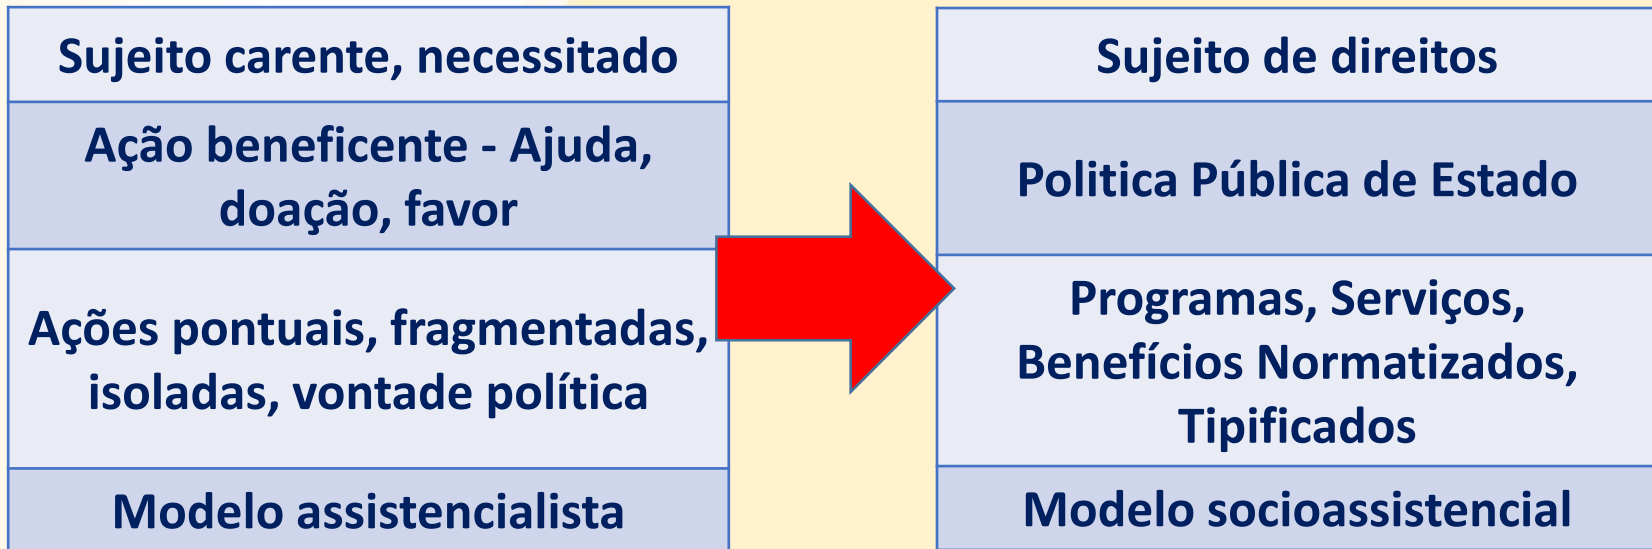 Sujeito carente, necessitado
Ação beneficente - Ajuda,
doação, favor
Ações pontuais, fragmentadas,
isoladas, vontade política
Modelo assistencialista
Sujeito de direitos
Politica Pública de Estado
Programas, Serviços,
Benefícios Normatizados,
Tipificados
Modelo socioassistencial